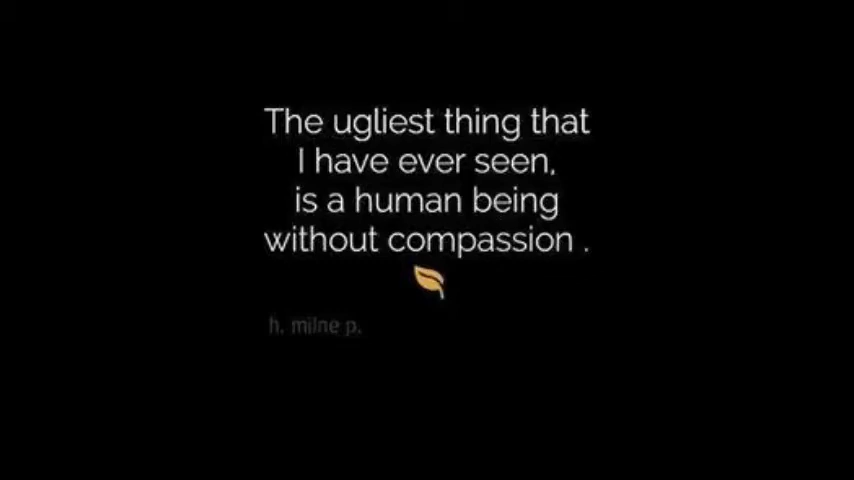 The ugliest thing that
I have ever seen,
is a human being
without compassion .
h. milne p.